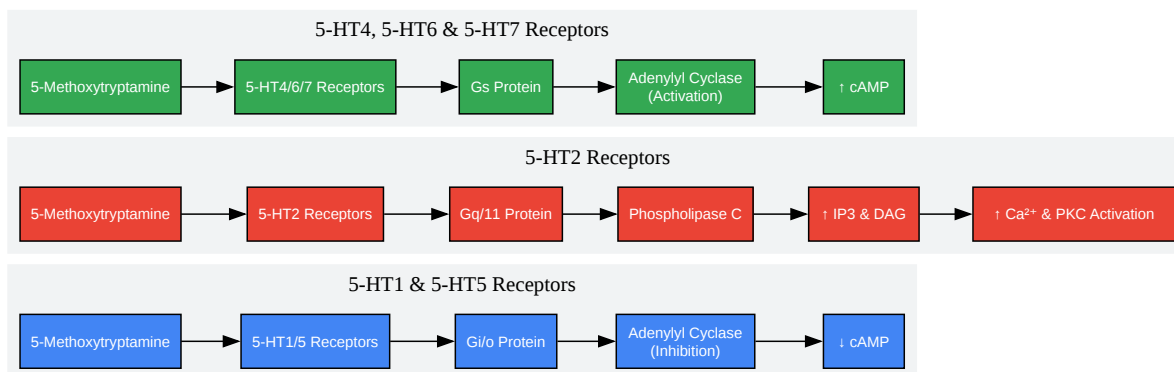 5-HT4, 5-HT6 & 5-HT7 Receptors
5-Methoxytryptamine
5-HT4/6/7 Receptors
Gs Protein
Adenylyl Cyclase
(Activation)
↑ cAMP
5-HT2 Receptors
5-Methoxytryptamine
5-HT2 Receptors
Gq/11 Protein
Phospholipase C
↑ IP3 & DAG
↑ Ca²⁺ & PKC Activation
5-HT1 & 5-HT5 Receptors
5-Methoxytryptamine
5-HT1/5 Receptors
Gi/o Protein
Adenylyl Cyclase
(Inhibition)
↓ cAMP